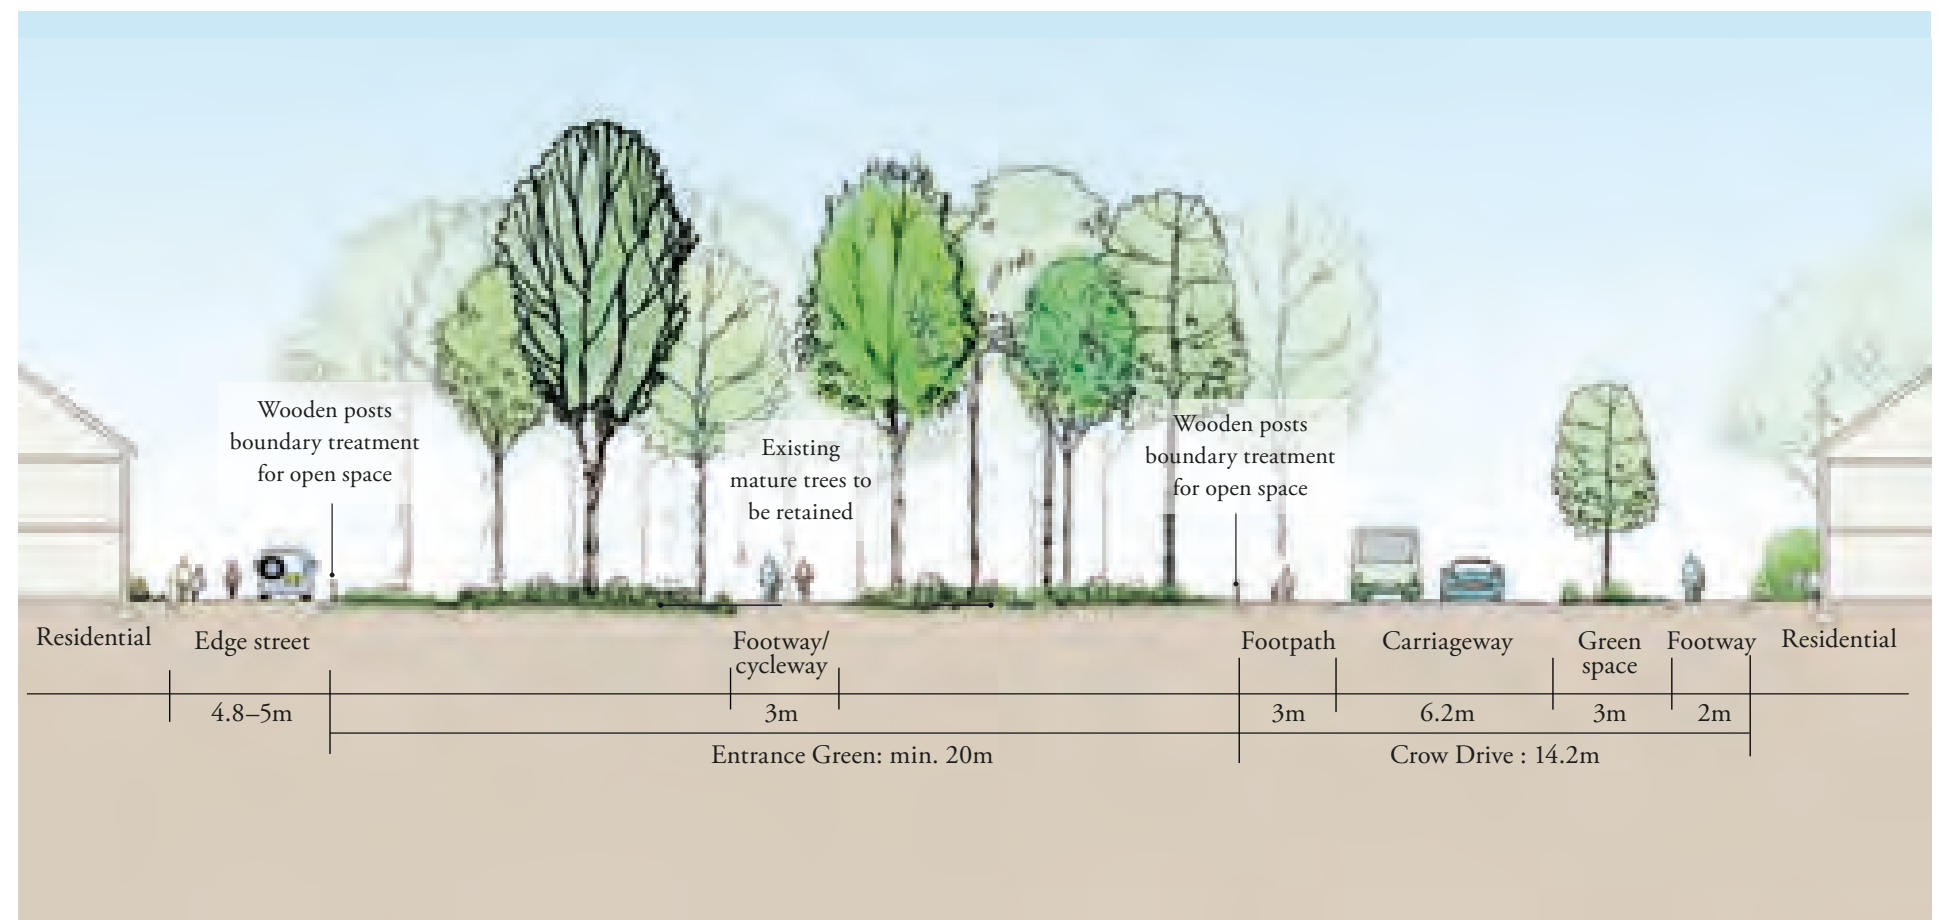 Wooden posts
boundary treatment
for open space
Existing
mature trees to
be retained
Wooden posts
boundary treatment
for open space
Residential
Edge street
Footway/
cycleway
Footpath
Carriageway
Green
space
Footway
Residential
4.8–5m
3m
3m
6.2m
3m
2m
Entrance Green: min. 20m
Crow Drive : 14.2m